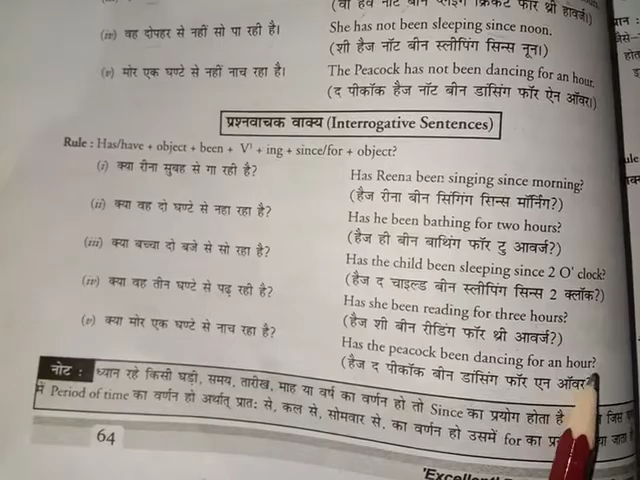 (iv) वह दोपहर से नहीं सो पा रही है।
She has not been sleeping since noon.
(शी हैज नॉट बीन स्लीपिंग सिन्स नून।)
(v) मोर एक घण्टे से नहीं नाच रहा है।
The Peacock has not been dancing for an hour.
(द पीकॉक हैज नॉट बीन डांसिंग फॉर ऐन ऑवर।)
प्रश्नवाचक वाक्य (Interrogative Sentences)
Rule : Has/have + object + been + V¹ + ing + since/for + object?
(i) क्या रीना सुबह से गा रही है?
Has Reena been singing since morning?
(हैज रीना बीन सिंगिंग सिन्स मॉर्निंग?)
(ii) क्या वह दो घण्टे से नहा रहा है?
Has he been bathing for two hours?
(हैज ही बीन बाथिंग फॉर टु आवर्ज?)
(iii) क्या बच्चा दो बजे से सो रहा है?
Has the child been sleeping since 2 O' clock?
(हैज द चाइल्ड बीन स्लीपिंग सिन्स 2 क्लॉक?)
(iv) क्या वह तीन घण्टे से पढ़ रही है?
Has she been reading for three hours?
(हैज शी बीन रीडिंग फॉर थ्री आवर्ज?)
(v) क्या मोर एक घण्टे से नाच रहा है?
Has the peacock been dancing for an hour?
(हैज द पीकॉक बीन डांसिंग फॉर एन ऑवर
नोट : ध्यान रहे किसी घड़ी, समय, तारीख, माह या वर्ष का वर्णन हो तो Since का प्रयोग होता है जिस
में Period of time का वर्णन हो अर्थात् प्रातः से, कल से, सोमवार से. का वर्णन हो उसमें for का
64
'Excellent